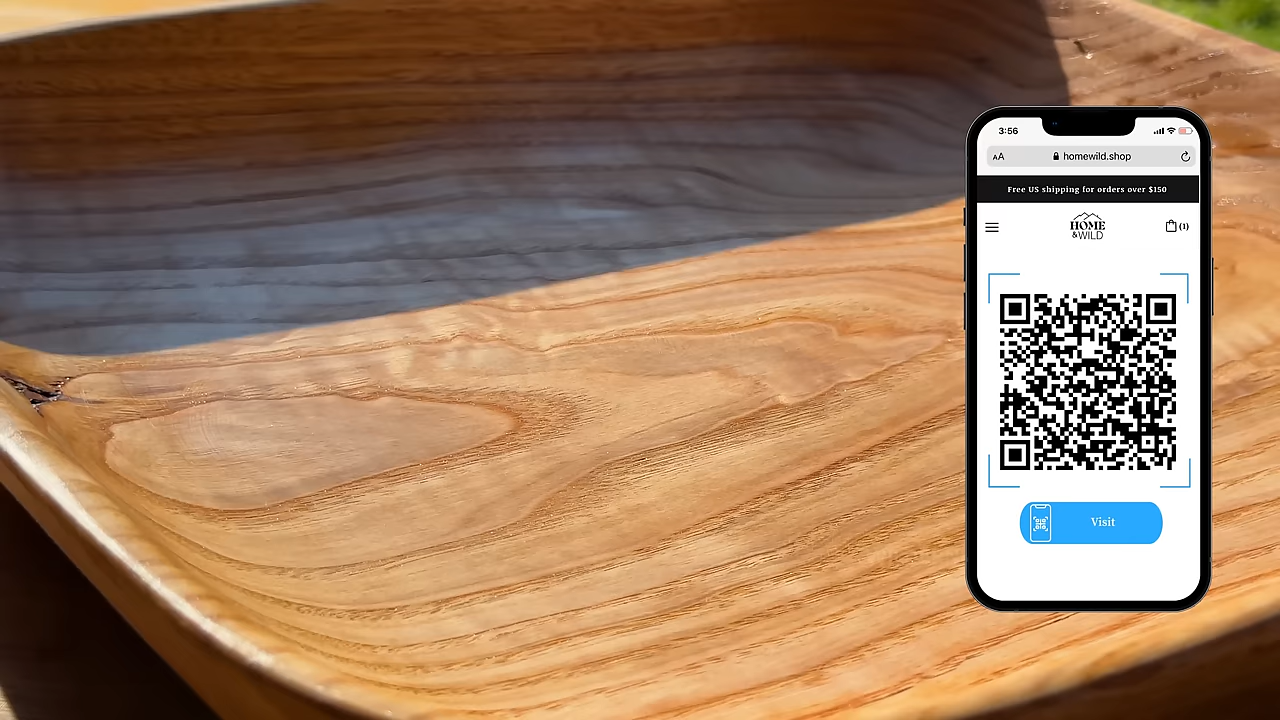 3:56
AA
homewild.shop
Free US shipping for orders over $150
HOME
&WILD
(1)
Visit